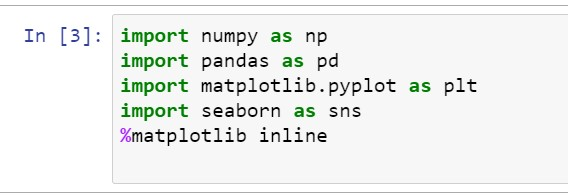 In [3]: import numpy as np
import pandas as pd
import matplotlib.pyplot as plt
import seaborn as sns
%matplotlib inline